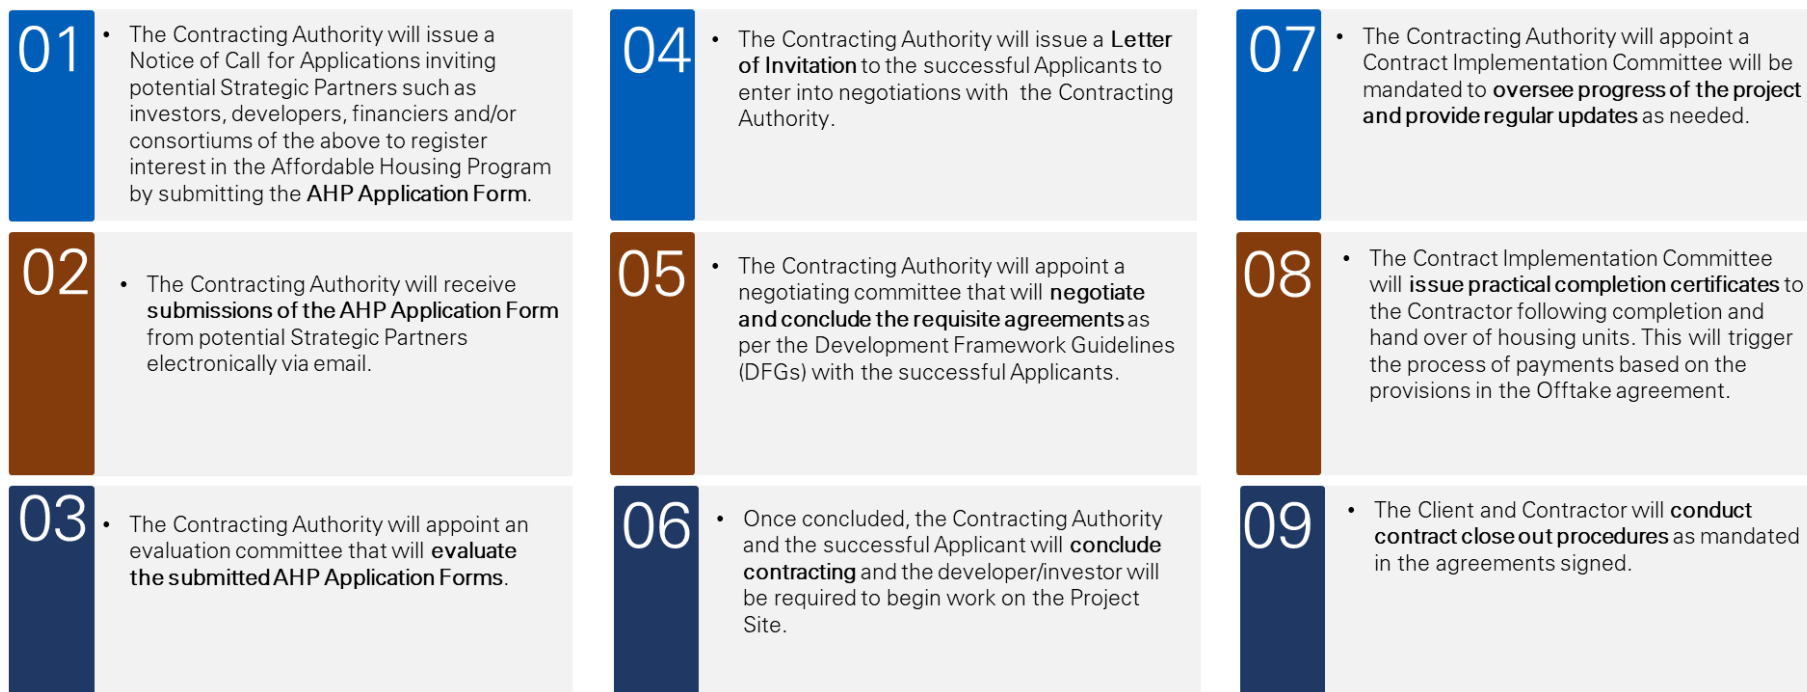 01
• The Contracting Authority will issue a
Notice of Call for Applications inviting
potential Strategic Partners such as
investors, developers, financiers and/or
consortiums of the above to register
interest in the Affordable Housing Program
by submitting the AHP Application Form.
02
• The Contracting Authority will receive
submissions of the AHP Application Form
from potential Strategic Partners
electronically via email.
03
• The Contracting Authority will appoint an
evaluation committee that will evaluate
the submitted AHP Application Forms.
04
• The Contracting Authority will issue a Letter
of Invitation to the successful Applicants to
enter into negotiations with the Contracting
Authority.
05
• The Contracting Authority will appoint a
negotiating committee that will negotiate
and conclude the requisite agreements as
per the Development Framework Guidelines
(DFGs) with the successful Applicants.
06
• Once concluded, the Contracting Authority
and the successful Applicant will conclude
contracting and the developer/investor will
be required to begin work on the Project
Site.
07
• The Contracting Authority will appoint a
Contract Implementation Committee will be
mandated to oversee progress of the project
and provide regular updates as needed.
08
• The Contract Implementation Committee
will issue practical completion certificates to
the Contractor following completion and
hand over of housing units. This will trigger
the process of payments based on the
provisions in the Offtake agreement.
09
• The Client and Contractor will conduct
contract close out procedures as mandated
in the agreements signed.